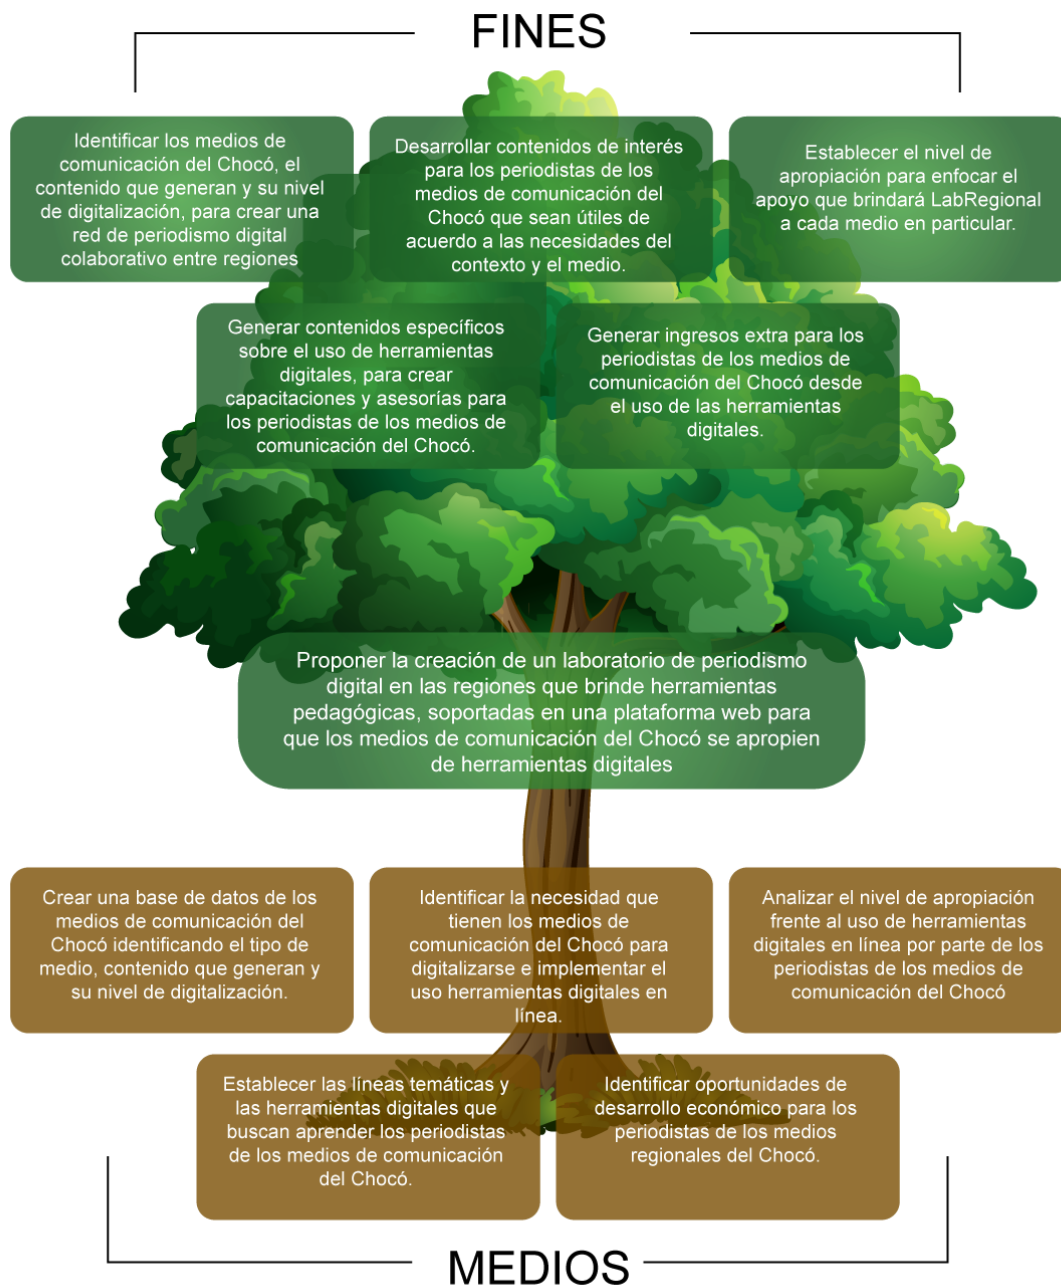 FINES
Identificar los medios de
comunicación del Chocó, el
contenido que generan y su nivel
de digitalización, para crear una
red de periodismo digital
colaborativo entre regiones
Desarrollar contenidos de interés
para los periodistas de los
medios de comunicación del
Chocó que sean útiles de
acuerdo a las necesidades del
contexto y el medio.
Establecer el nivel de
apropiación para enfocar el
apoyo que brindará LabRegional
a cada medio en particular.
Generar contenidos específicos
sobre el uso de herramientas
digitales, para crear
capacitaciones y asesorías para
los periodistas de los medios de
comunicación del Chocó.
Generar ingresos extra para los
periodistas de los medios de
comunicación del Chocó desde
el uso de las herramientas
digitales.
Proponer la creación de un laboratorio de periodismo
digital en las regiones que brinde herramientas
pedagógicas, soportadas en una plataforma web para
que los medios de comunicación del Chocó se apropien
de herramientas digitales
Crear una base de datos de los
medios de comunicación del
Chocó identificando el tipo de
medio, contenido que generan y
su nivel de digitalización.
Identificar la necesidad que
tienen los medios de
comunicación del Chocó para
digitalizarse e implementar el
uso herramientas digitales en
línea.
Analizar el nivel de apropiación
frente al uso de herramientas
digitales en línea por parte de los
periodistas de los medios de
comunicación del Chocó
Establecer las líneas temáticas y
las herramientas digitales que
buscan aprender los periodistas
de los medios de comunicación
del Chocó.
Identificar oportunidades de
desarrollo económico para los
periodistas de los medios
regionales del Chocó.
MEDIOS